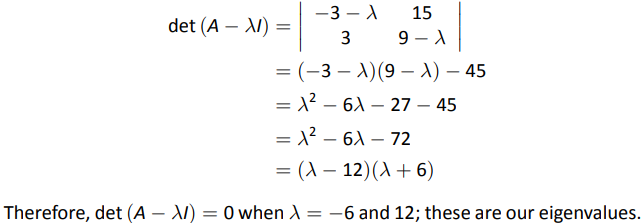 det (A − λI) = | −3 − λ 15 |
| 3 9 − λ |
= (−3 − λ)(9 − λ) − 45
= λ² − 6λ − 27 − 45
= λ² − 6λ − 72
= (λ − 12)(λ + 6)
Therefore, det (A − λI) = 0 when λ = −6 and 12; these are our eigenvalues.